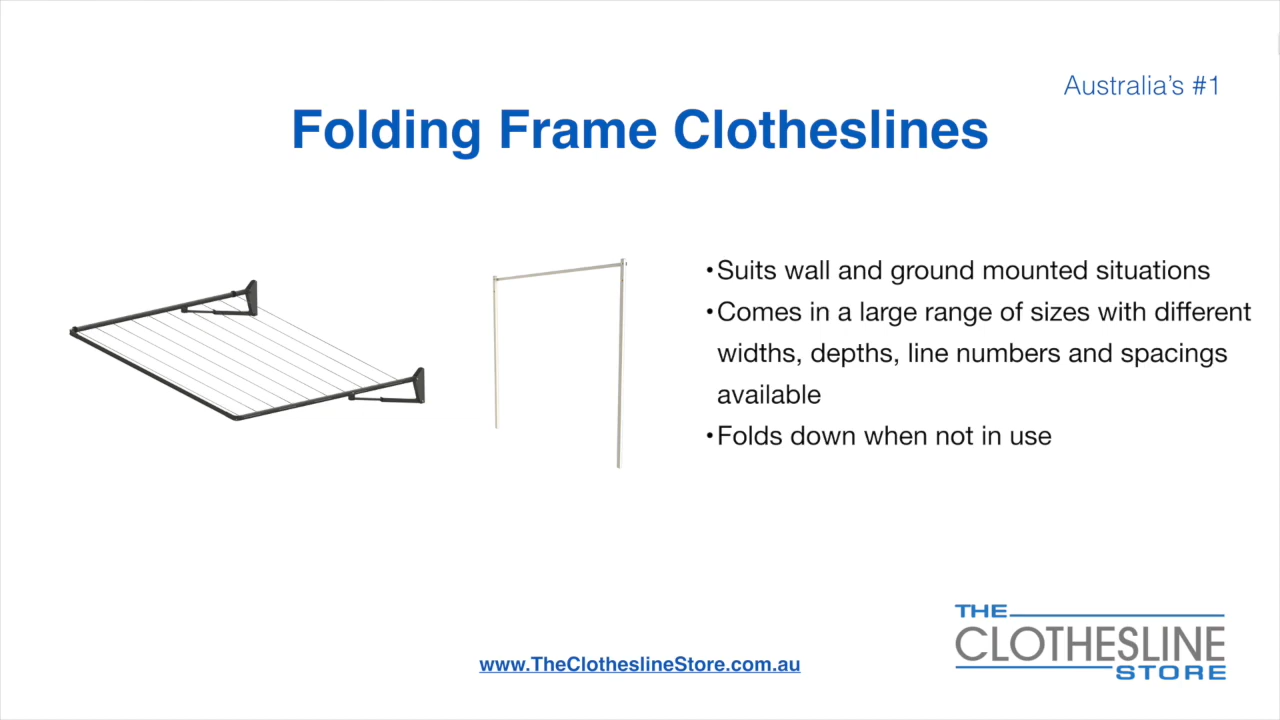 Australia's #1
Folding Frame Clotheslines
•Suits wall and ground mounted situations
•Comes in a large range of sizes with different
widths, depths, line numbers and spacings
available
•Folds down when not in use
www.TheClotheslineStore.com.au
THE
CLOTHESLINE
STORE